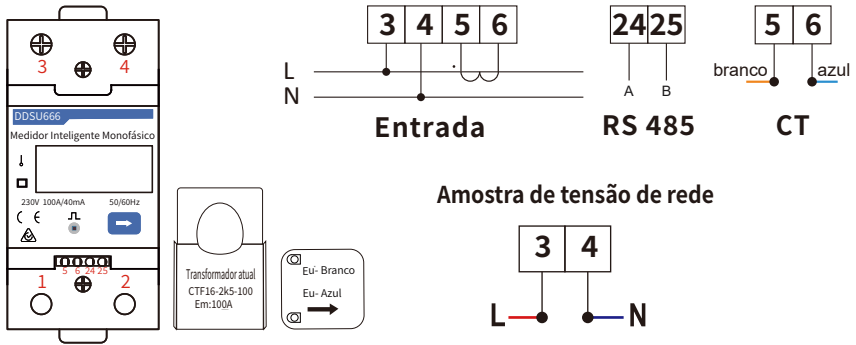 3 4
DDSU666
Medidor Inteligente Monofásico
230V 100A/40mA 50/60Hz
5 6 24 25
1 2
Transformador atual
CTF16-2k5-100
Em:100A
Eu- Branco
Eu- Azul
3 4 5 6
L
N
Entrada
24 25
A B
RS 485
5 6
branco azul
CT
Amostra de tensão de rede
3 4
L N